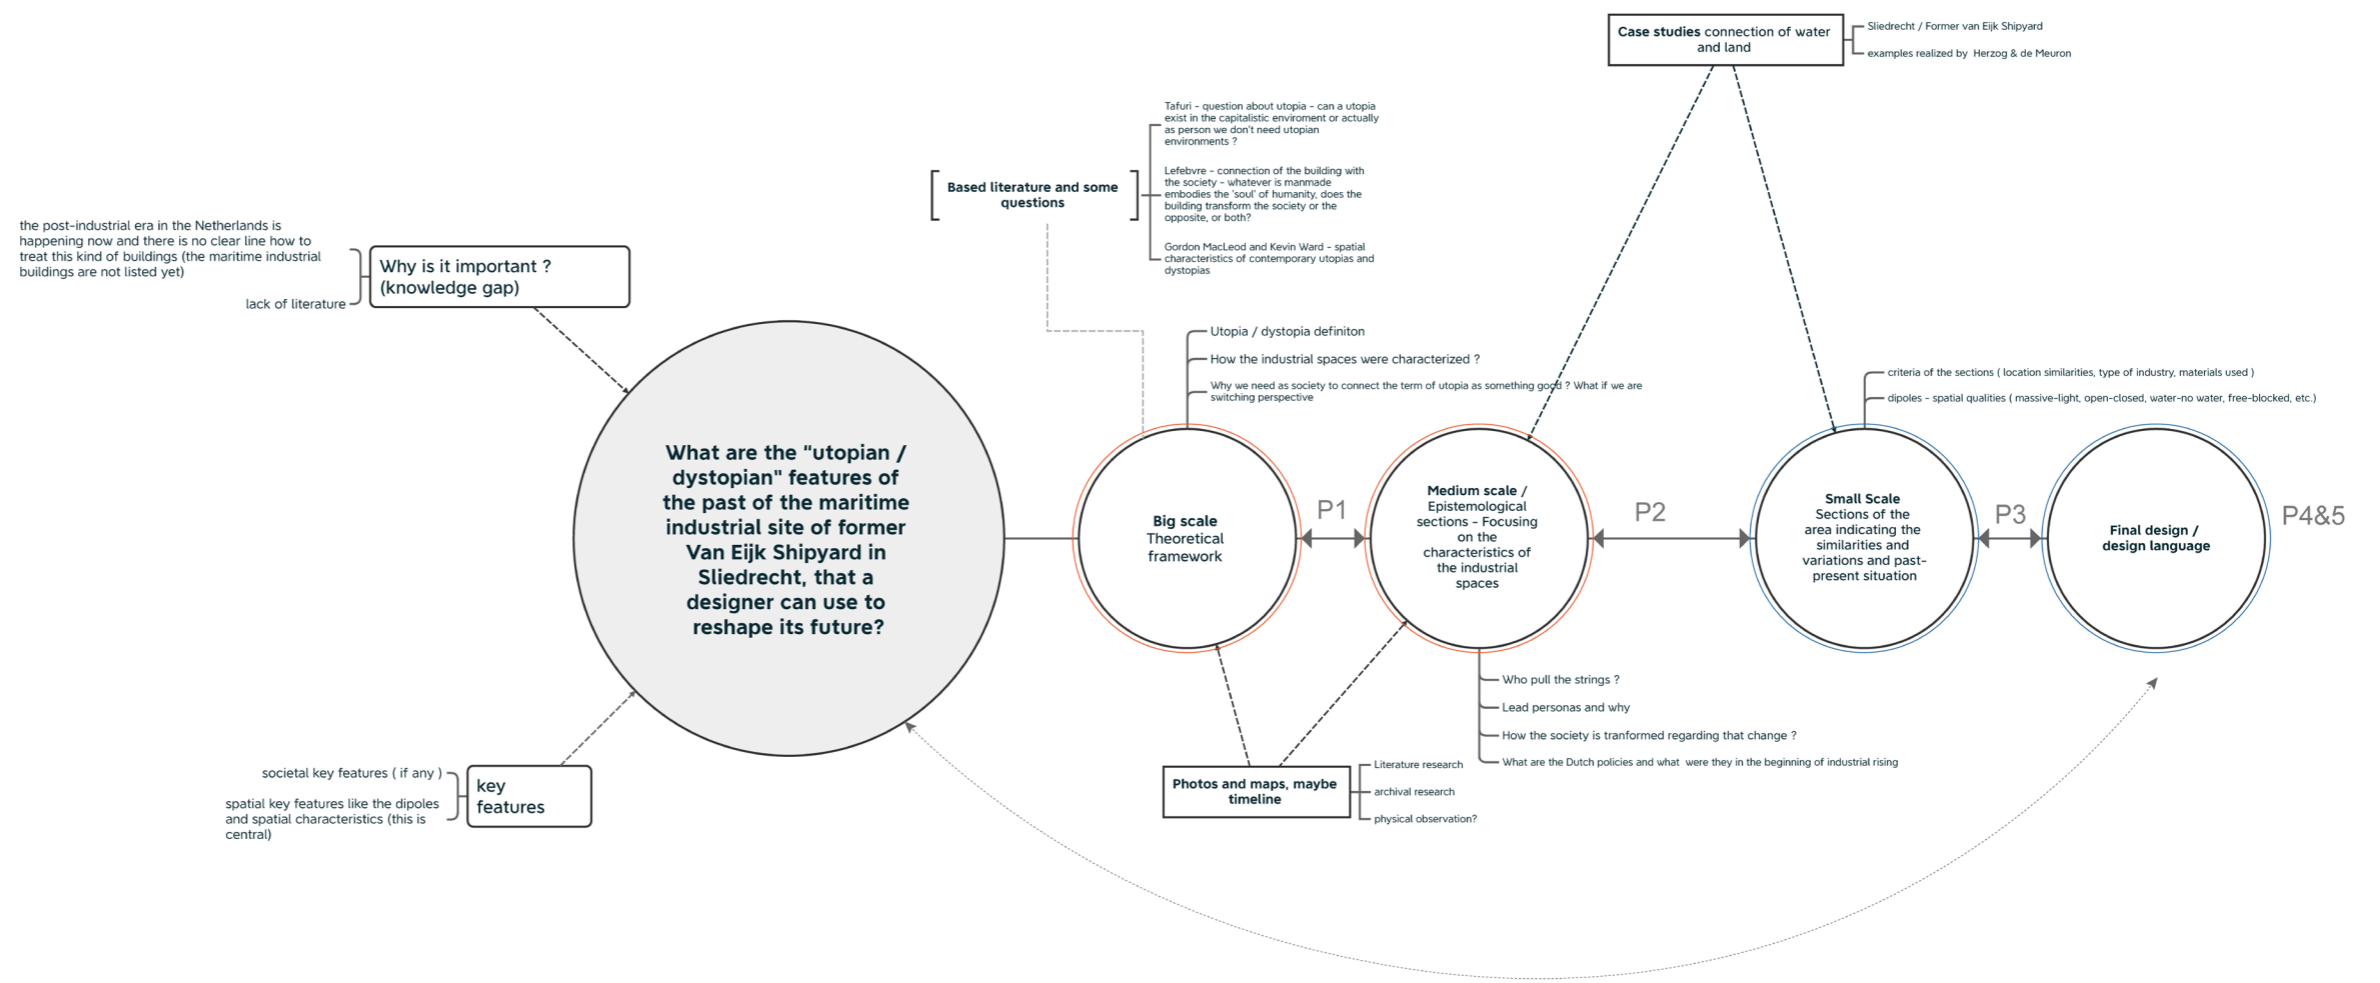 Case studies connection of water
and land
Sliedrecht / Former van Eijk Shipyard
examples realized by Herzog & de Meuron
Based literature and some
questions
Tafuri - question about utopia - can a utopia
exist in the capitalistic enviroment or actually
as person we don't need utopian
environments ?
Lefebvre - connection of the building with
the society - whatever is manmade
embodies the 'soul' of humanity, does the
building transform the society or the
opposite, or both?
Gordon MacLeod and Kevin Ward - spatial
characteristics of contemporary utopias and
dystopias
the post-industrial era in the Netherlands is
happening now and there is no clear line how to
treat this kind of buildings (the maritime industrial
buildings are not listed yet)
lack of literature
Why is it important ?
(knowledge gap)
What are the "utopian /
dystopian" features of
the past of the maritime
industrial site of former
Van Eijk Shipyard in
Sliedrecht, that a
designer can use to
reshape its future?
societal key features ( if any )
spatial key features like the dipoles
and spatial characteristics (this is
central)
key
features
Utopia / dystopia definiton
How the industrial spaces were characterized ?
Why we need as society to connect the term of utopia as something good ? What if we are
switching perspective
Big scale
Theoretical
framework
P1
Medium scale /
Epistemological
sections - Focusing
on the
characteristics of
the industrial
spaces
P2
criteria of the sections ( location similarities, type of industry, materials used )
dipoles - spatial qualities ( massive-light, open-closed, water-no water, free-blocked, etc.)
Small Scale
Sections of the
area indicating the
similarities and
variations and past-
present situation
P3
Final design /
design language
P4&5
Who pull the strings ?
Lead personas and why
How the society is tranformed regarding that change ?
What are the Dutch policies and what were they in the beginning of industrial rising
Photos and maps, maybe
timeline
Literature research
archival research
physical observation?